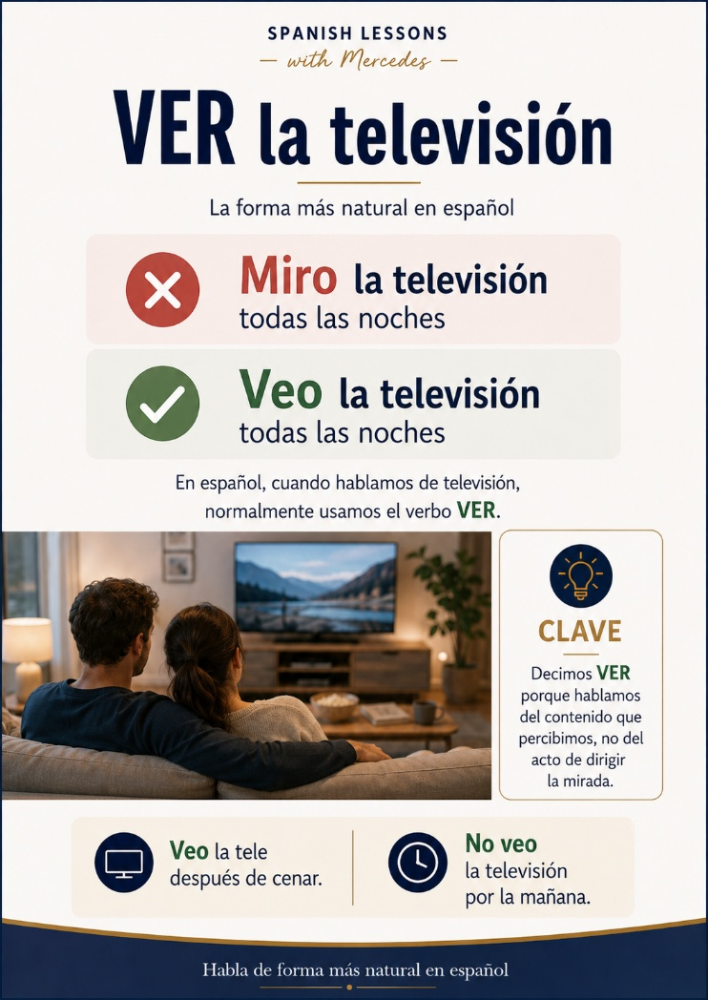 SPANISH LESSONS
— with Mercedes —
VER la televisión
La forma más natural en español
Miro la televisión
todas las noches
Veo la televisión
todas las noches
En español, cuando hablamos de televisión,
normalmente usamos el verbo VER.
CLAVE
Decimos VER
porque hablamos
del contenido que
percibimos, no del
acto de dirigir
la mirada.
Veo la tele
después de cenar.
No veo
la televisión
por la mañana.
Habla de forma más natural en español